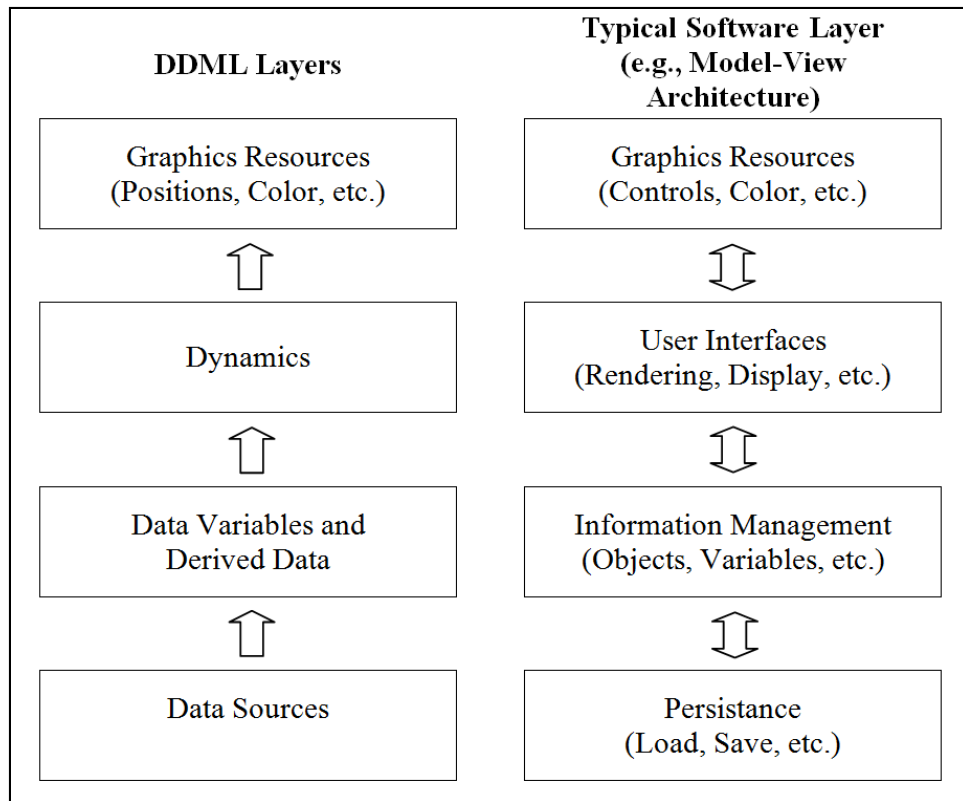 DDML Layers
Graphics Resources
(Positions, Color, etc.)
Dynamics
Data Variables and
Derived Data
Data Sources
Typical Software Layer
(e.g., Model-View
Architecture)
Graphics Resources
(Controls, Color, etc.)
User Interfaces
(Rendering, Display, etc.)
Information Management
(Objects, Variables, etc.)
Persistance
(Load, Save, etc.)